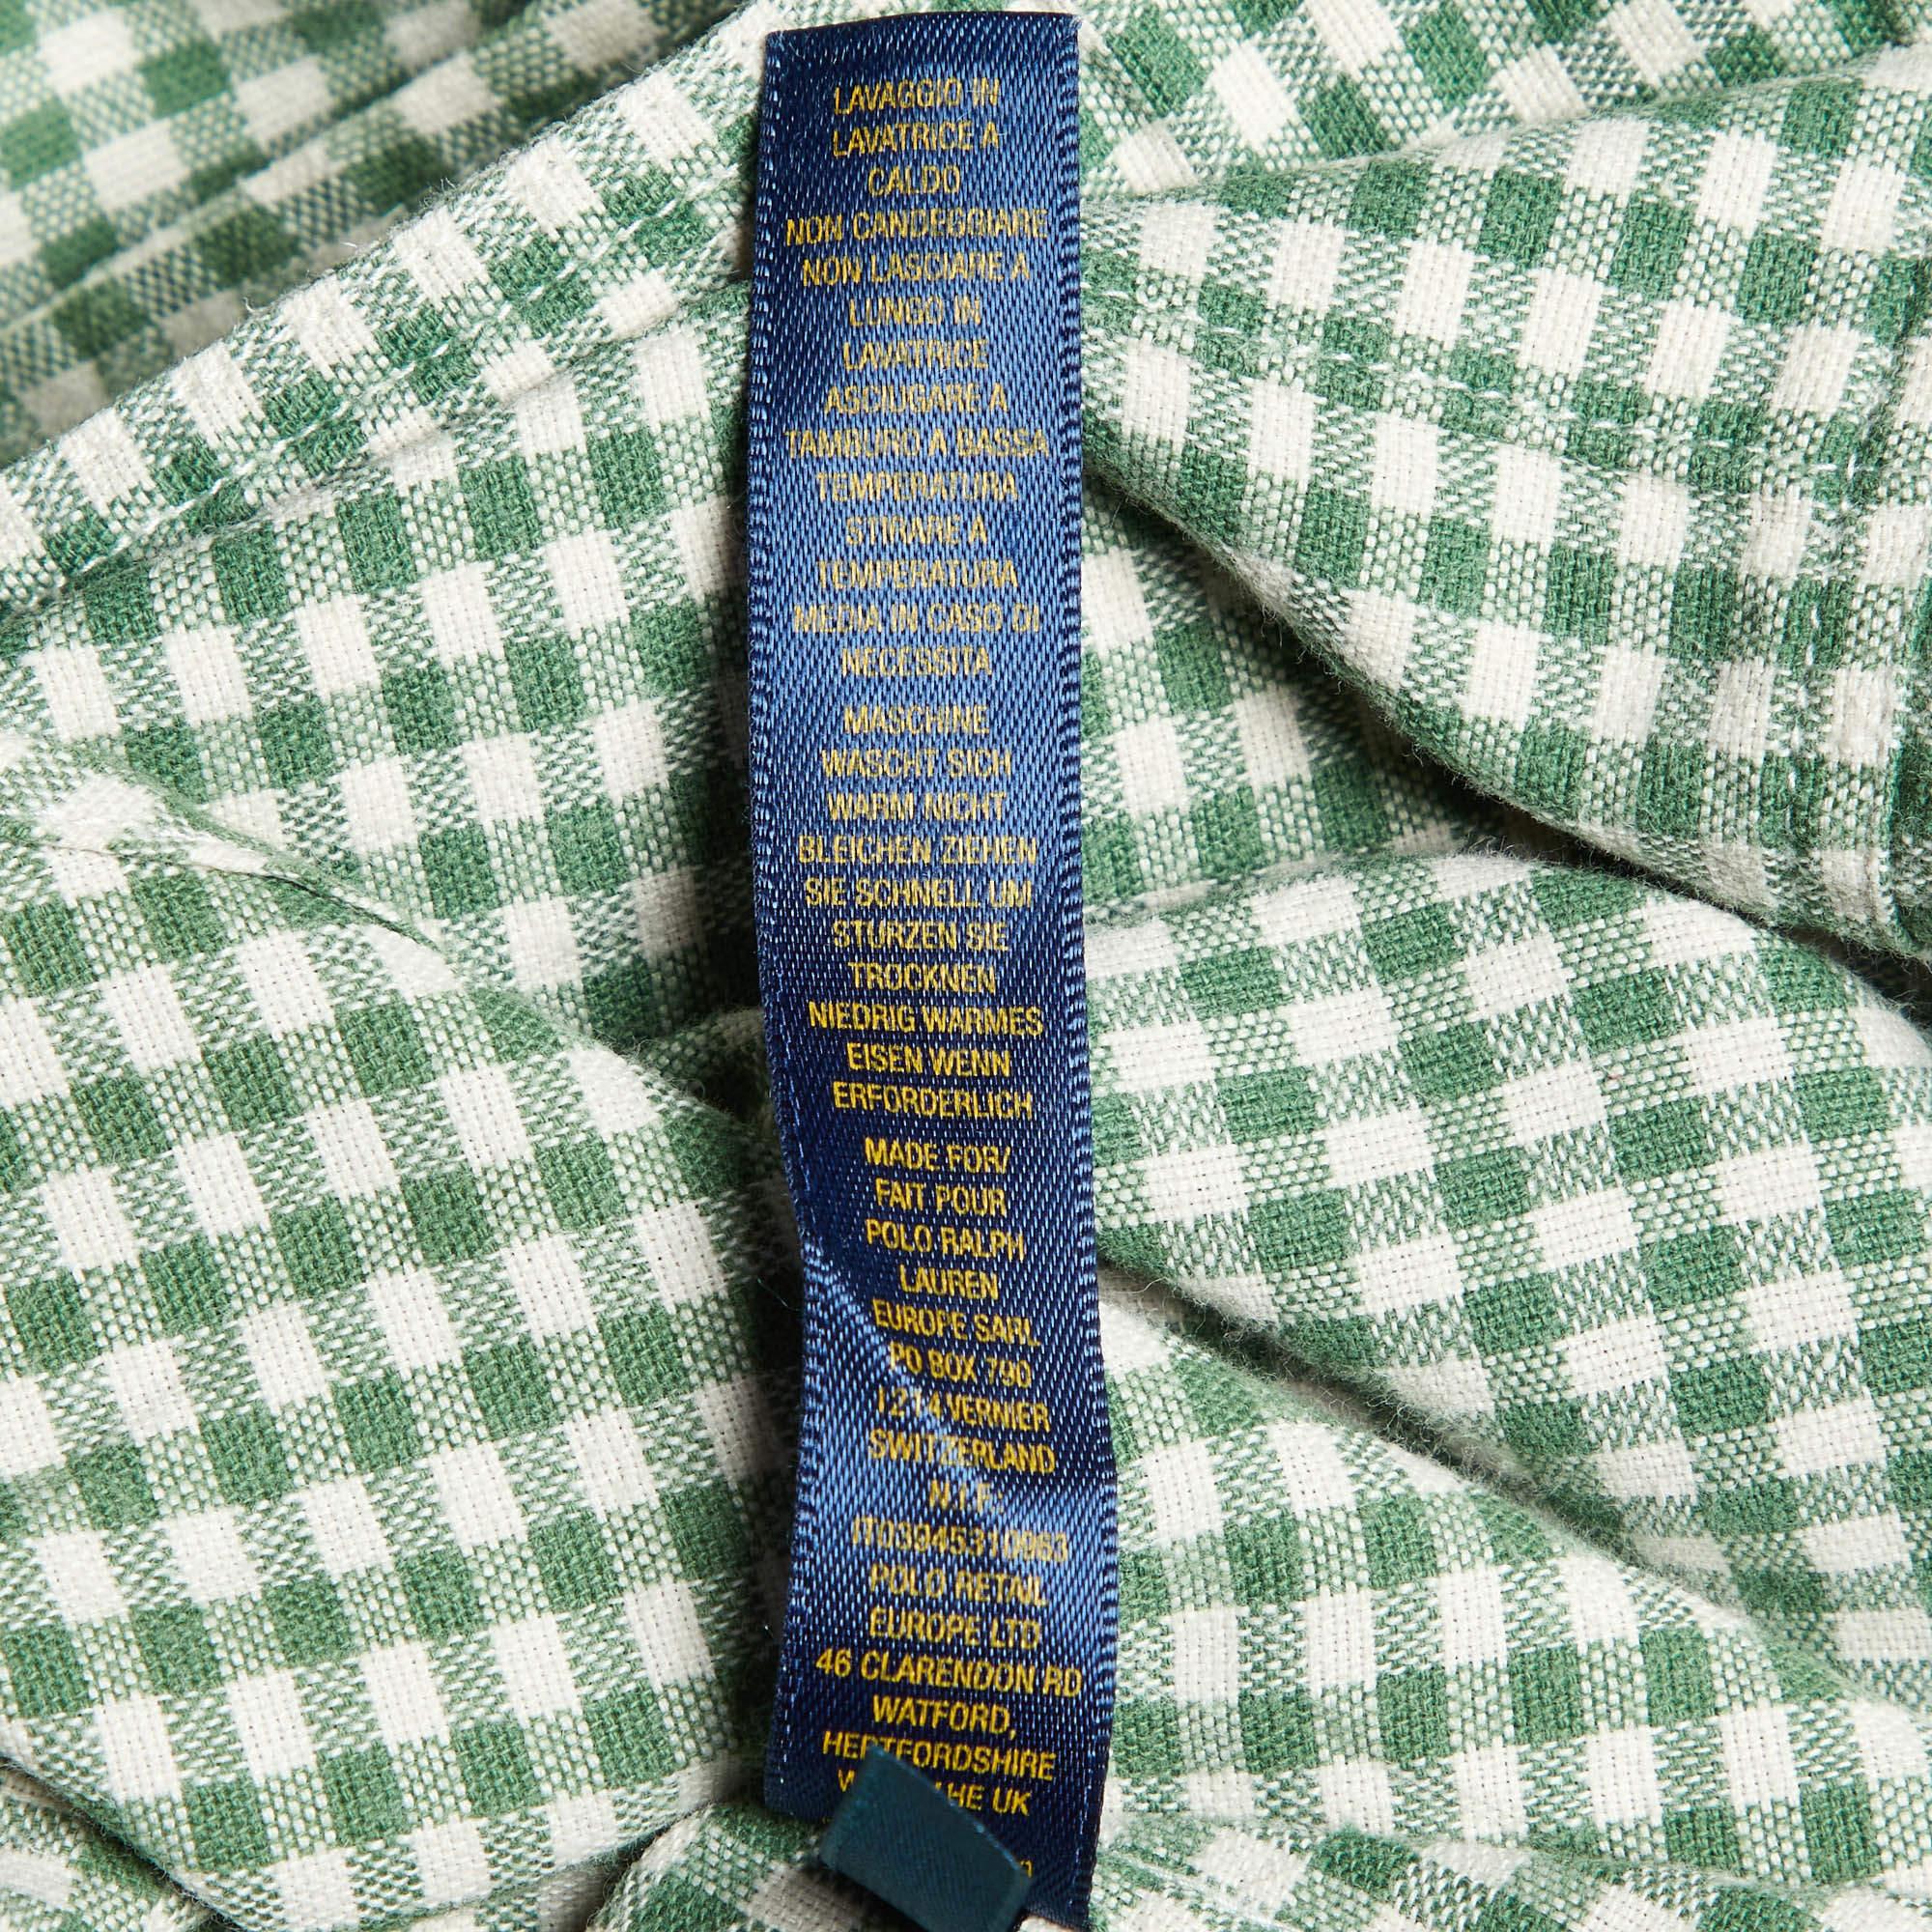 LAVAGGIO IN
LAVATRICE A
CALDO
NON CANDEGGIARE
NON LASCIARE A
LUNGO IN
LAVATRICE
ASCIUGARE A
TAMBURO A BASSA
TEMPERATURA
STIRARE A
TEMPERATURA
MEDIA IN CASO DI
NECESSITA
MASCHINE
WASCHT SICH
WARM NICHT
BLEICHEN ZIEHEN
SIE SCHNELL UM
STURZEN SIE
TROCKNEN
NIEDRIG WARMES
EISEN WENN
ERFORDERLICH
MADE FOR/
FAIT POUR
POLO RALPH
LAUREN
EUROPE SARL
PO BOX 790
1214 VERNIER
SWITZERLAND
N.I.F.:
IT03945310963
POLO RETAIL
EUROPE LTD
46 CLARENDON RD
WATFORD,
HERTFORDSHIRE
UK